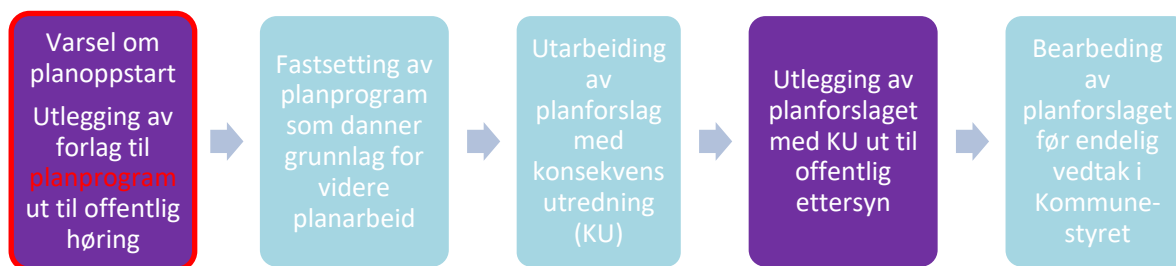 Varsel om
planoppstart
Utlegging av
forlag til
planprogram
ut til offentlig
høring
Fastsetting av
planprogram
som danner
grunnlag for
videre
planarbeid
Utarbeiding
av
planforslag
med
konsekvens
utredning
(KU)
Utlegging av
planforslaget
med KU ut til
offentlig
ettersyn
Bearbeding
av
planforslaget
før endelig
vedtak i
Kommune-
styret